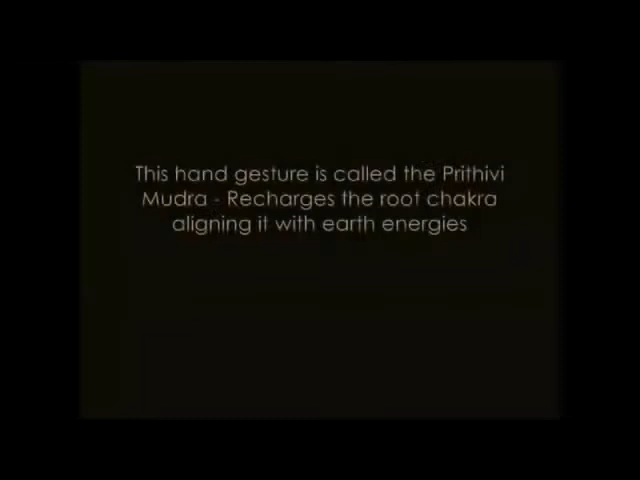 This hand gesture is called the Prithivi
Mudra - Recharges the root chakra
aligning it with earth energies